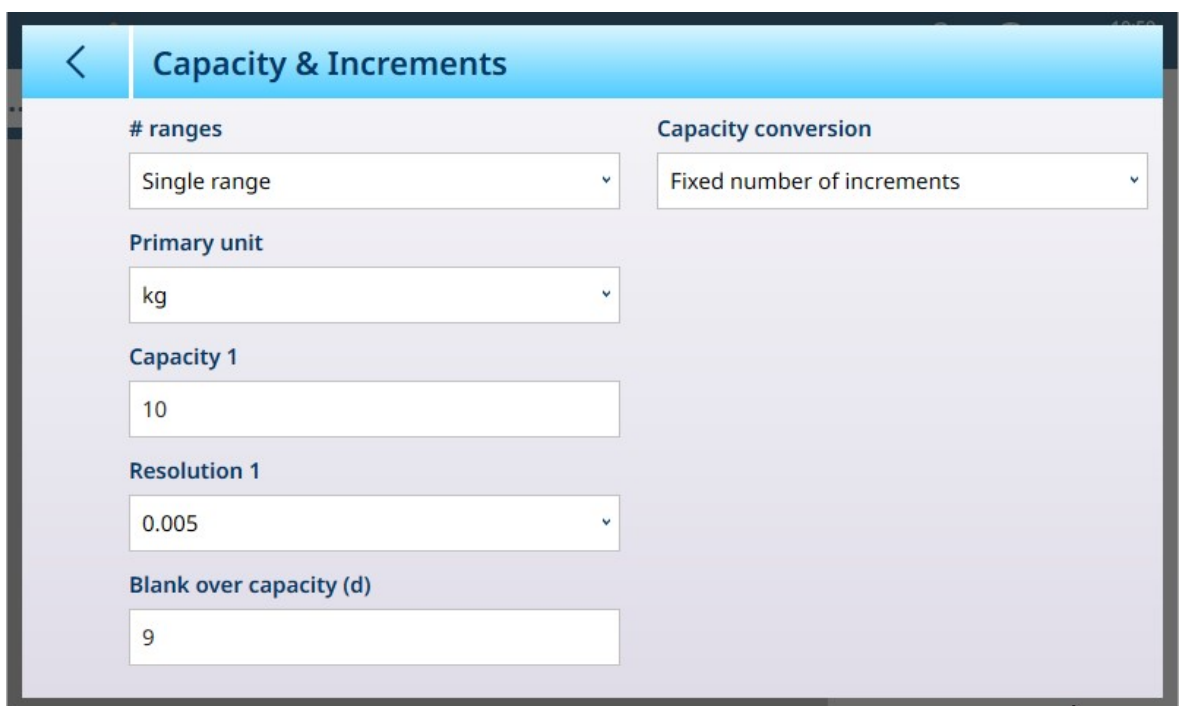 Capacity & Increments
# ranges
Single range
Primary unit
kg
Capacity 1
10
Resolution 1
0.005
Blank over capacity (d)
9
Capacity conversion
Fixed number of increments